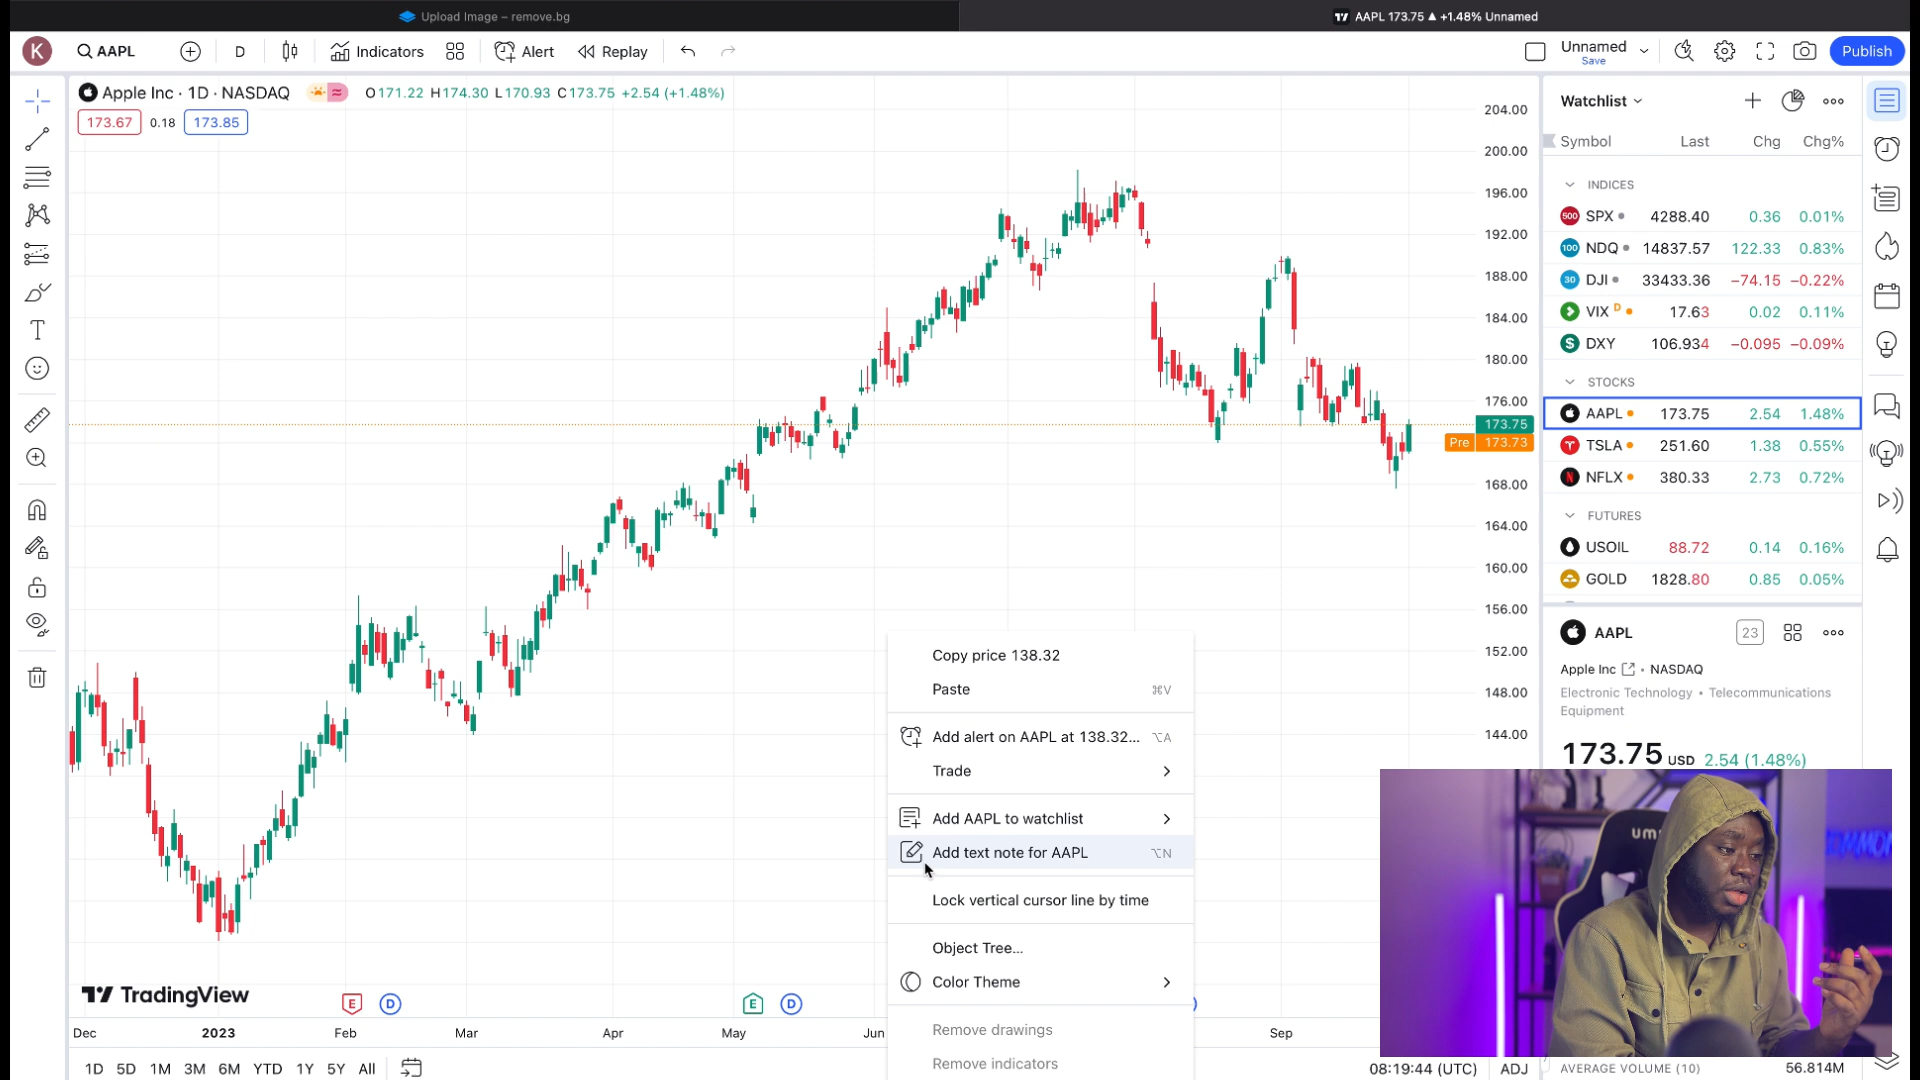 Upload Image – remove.bg
AAPL 173.75 ▲ +1.48% Unnamed
K
AAPL
D
Indicators
Alert
Replay
Unnamed
Save
Publish
Apple Inc · 1D · NASDAQ
O171.22 H174.30 L170.93 C173.75 +2.54 (+1.48%)
173.67 0.18 173.85
204.00
200.00
196.00
192.00
188.00
184.00
180.00
176.00
173.75
Pre 173.73
168.00
164.00
160.00
156.00
152.00
148.00
144.00
Watchlist
Symbol Last Chg Chg%
INDICES
500 SPX 4288.40 0.36 0.01%
100 NDQ 14837.57 122.33 0.83%
30 DJI 33433.36 −74.15 −0.22%
VIX D 17.63 0.02 0.11%
$ DXY 106.934 −0.095 −0.09%
STOCKS
AAPL 173.75 2.54 1.48%
TSLA 251.60 1.38 0.55%
NFLX 380.33 2.73 0.72%
FUTURES
USOIL 88.72 0.14 0.16%
GOLD 1828.80 0.85 0.05%
AAPL 23
Apple Inc · NASDAQ
Electronic Technology • Telecommunications
Equipment
173.75 USD 2.54 (1.48%)
Copy price 138.32
Paste ⌘V
Add alert on AAPL at 138.32... ⌥A
Trade
Add AAPL to watchlist
Add text note for AAPL ⌥N
Lock vertical cursor line by time
Object Tree...
Color Theme
Remove drawings
Remove indicators
TradingView
E D E D
Dec 2023 Feb Mar Apr May Jun Sep
1D 5D 1M 3M 6M YTD 1Y 5Y All
08:19:44 (UTC) ADJ
AVERAGE VOLUME (10) 56.814M